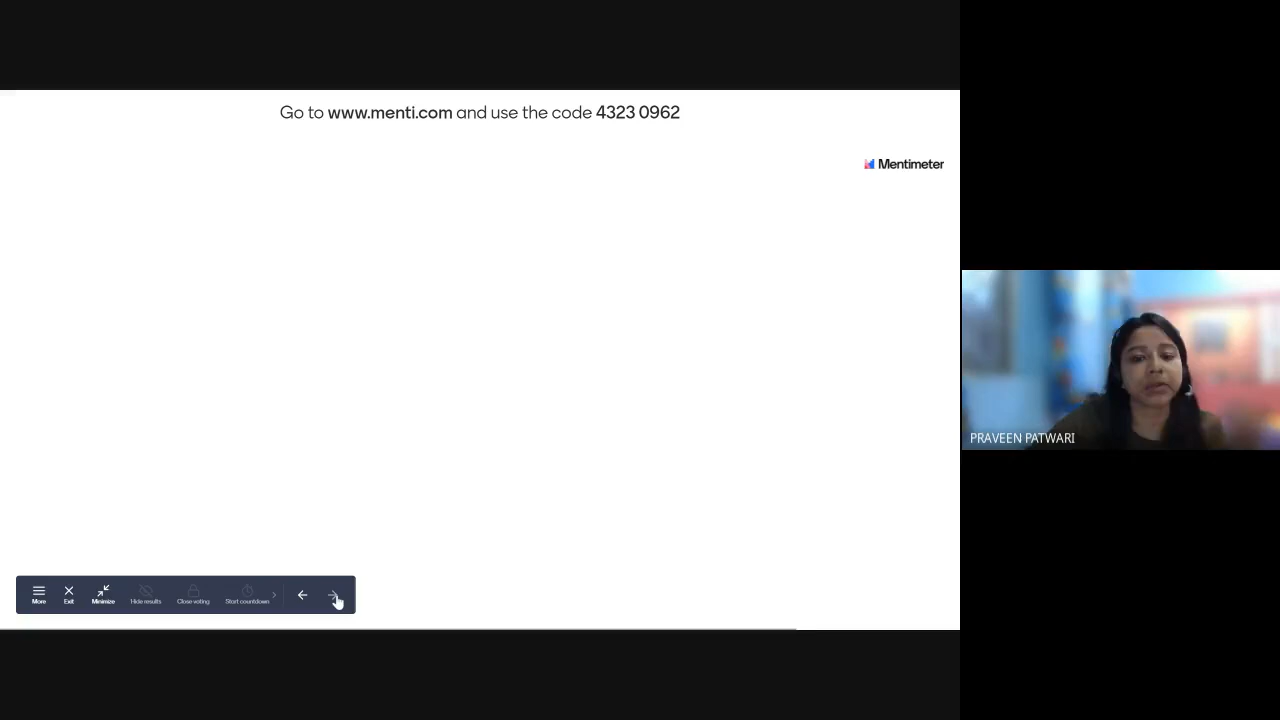 Go to www.menti.com and use the code 4323 0962
Mentimeter
PRAVEEN PATWARI
More
Exit
Minimize
Hide results
Close voting
Start countdown